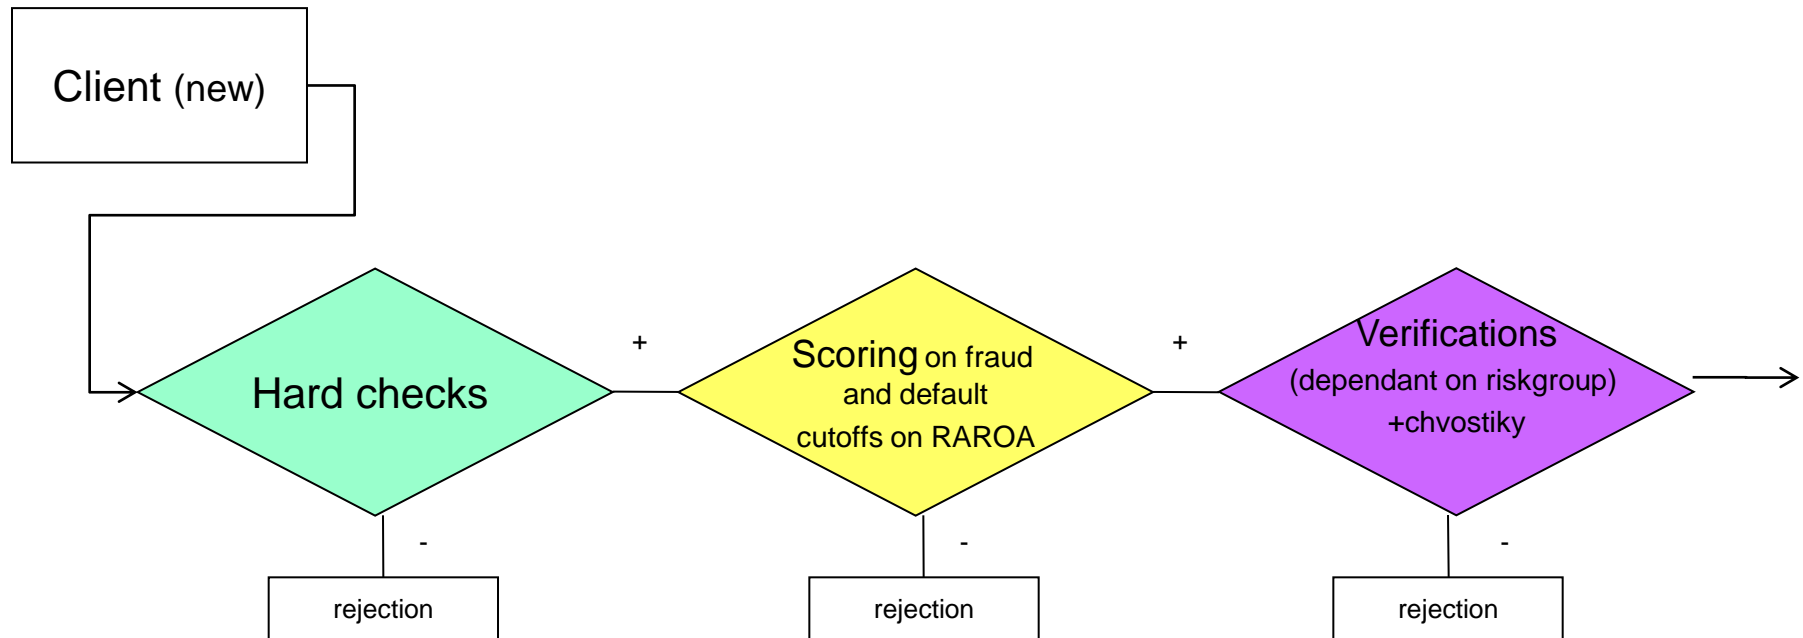 Client (new)
Hard checks
+
Scoring on fraud
and default
cutoffs on RAROA
+
Verifications
(dependant on riskgroup)
+chvostiky
-
-
-
rejection
rejection
rejection